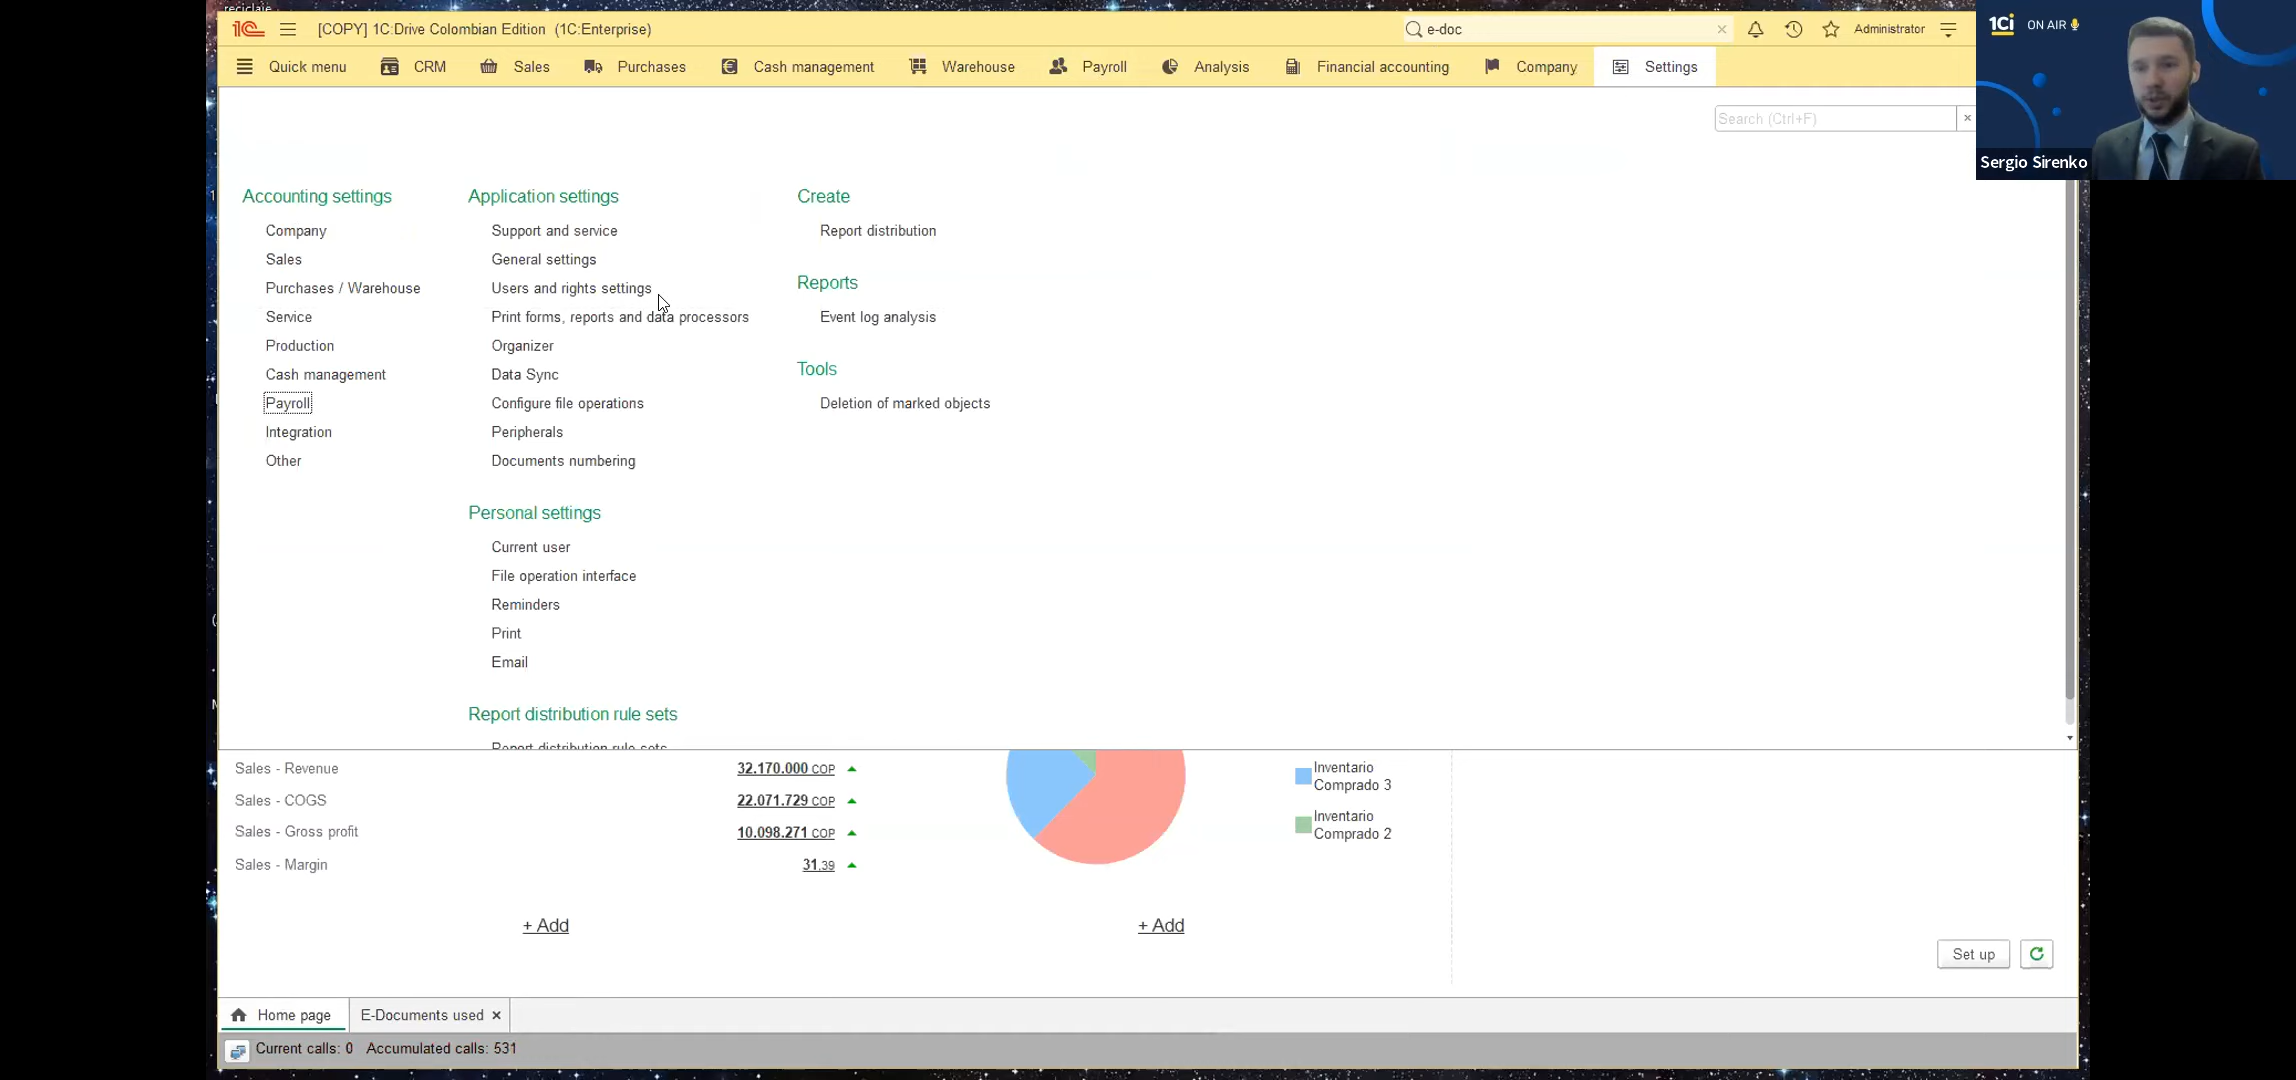 [COPY] 1C:Drive Colombian Edition (1C:Enterprise)
e-doc
Administrator
1Ci ON AIR
Quick menu
CRM
Sales
Purchases
Cash management
Warehouse
Payroll
Analysis
Financial accounting
Company
Settings
Search (Ctrl+F)
Sergio Sirenko
Accounting settings
Company
Sales
Purchases / Warehouse
Service
Production
Cash management
Payroll
Integration
Other
Application settings
Support and service
General settings
Users and rights settings
Print forms, reports and data processors
Organizer
Data Sync
Configure file operations
Peripherals
Documents numbering
Personal settings
Current user
File operation interface
Reminders
Print
Email
Report distribution rule sets
Report distribution rule sets
Create
Report distribution
Reports
Event log analysis
Tools
Deletion of marked objects
Sales - Revenue 32.170.000 COP
Sales - COGS 22.071.729 COP
Sales - Gross profit 10.098.271 COP
Sales - Margin 31,39
Inventario
Comprado 3
Inventario
Comprado 2
+ Add
+ Add
Set up
Home page
E-Documents used
Current calls: 0 Accumulated calls: 531